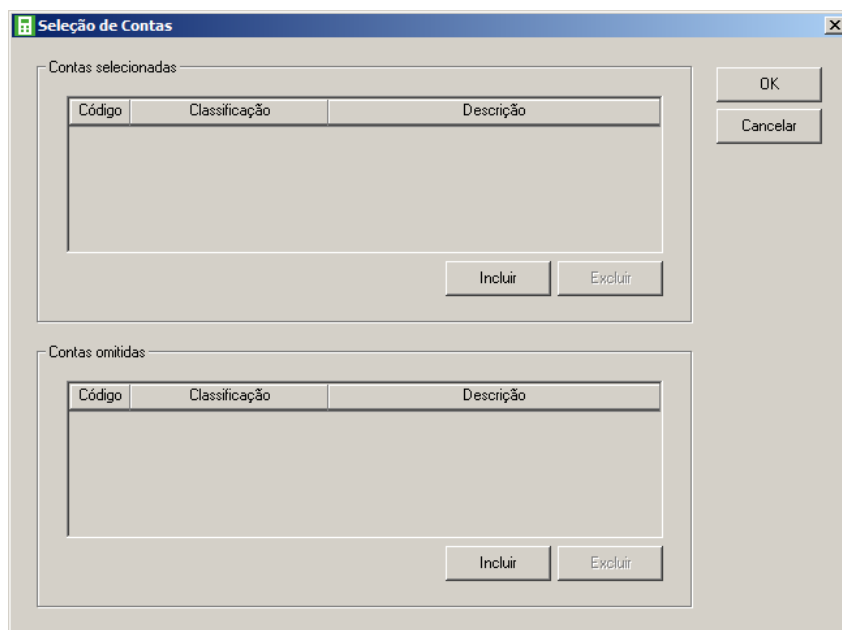 Seleção de Contas
Contas selecionadas
OK
Cancelar
Código Classificação Descrição
Incluir Excluir
Contas omitidas
Código Classificação Descrição
Incluir Excluir